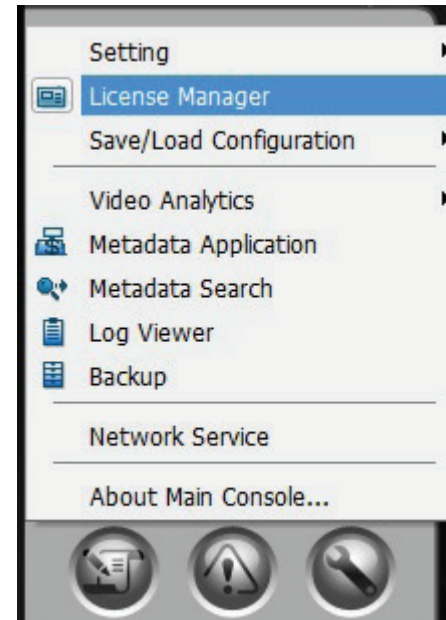 Setting
License Manager
Save/Load Configuration
Video Analytics
Metadata Application
Metadata Search
Log Viewer
Backup
Network Service
About Main Console...